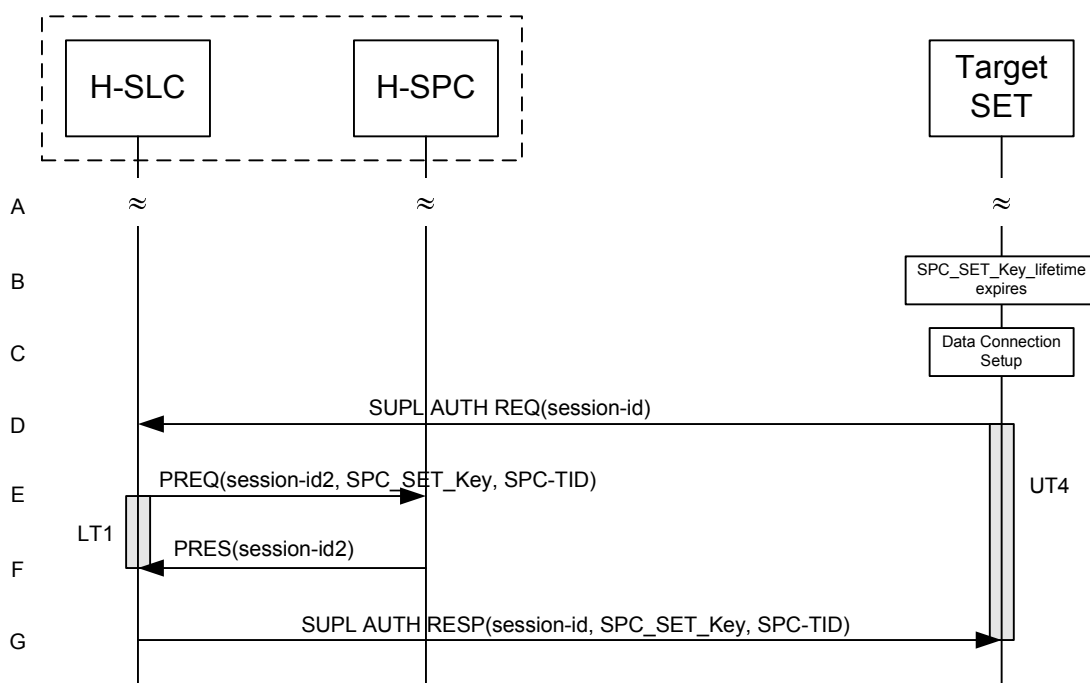 H-SLC
H-SPC
Target
SET
A
≈
≈
≈
B
SPC_SET_Key_lifetime
expires
C
Data Connection
Setup
SUPL AUTH REQ(session-id)
D
PREQ(session-id2, SPC_SET_Key, SPC-TID)
E
UT4
LT1
PRES(session-id2)
F
SUPL AUTH RESP(session-id, SPC_SET_Key, SPC-TID)
G